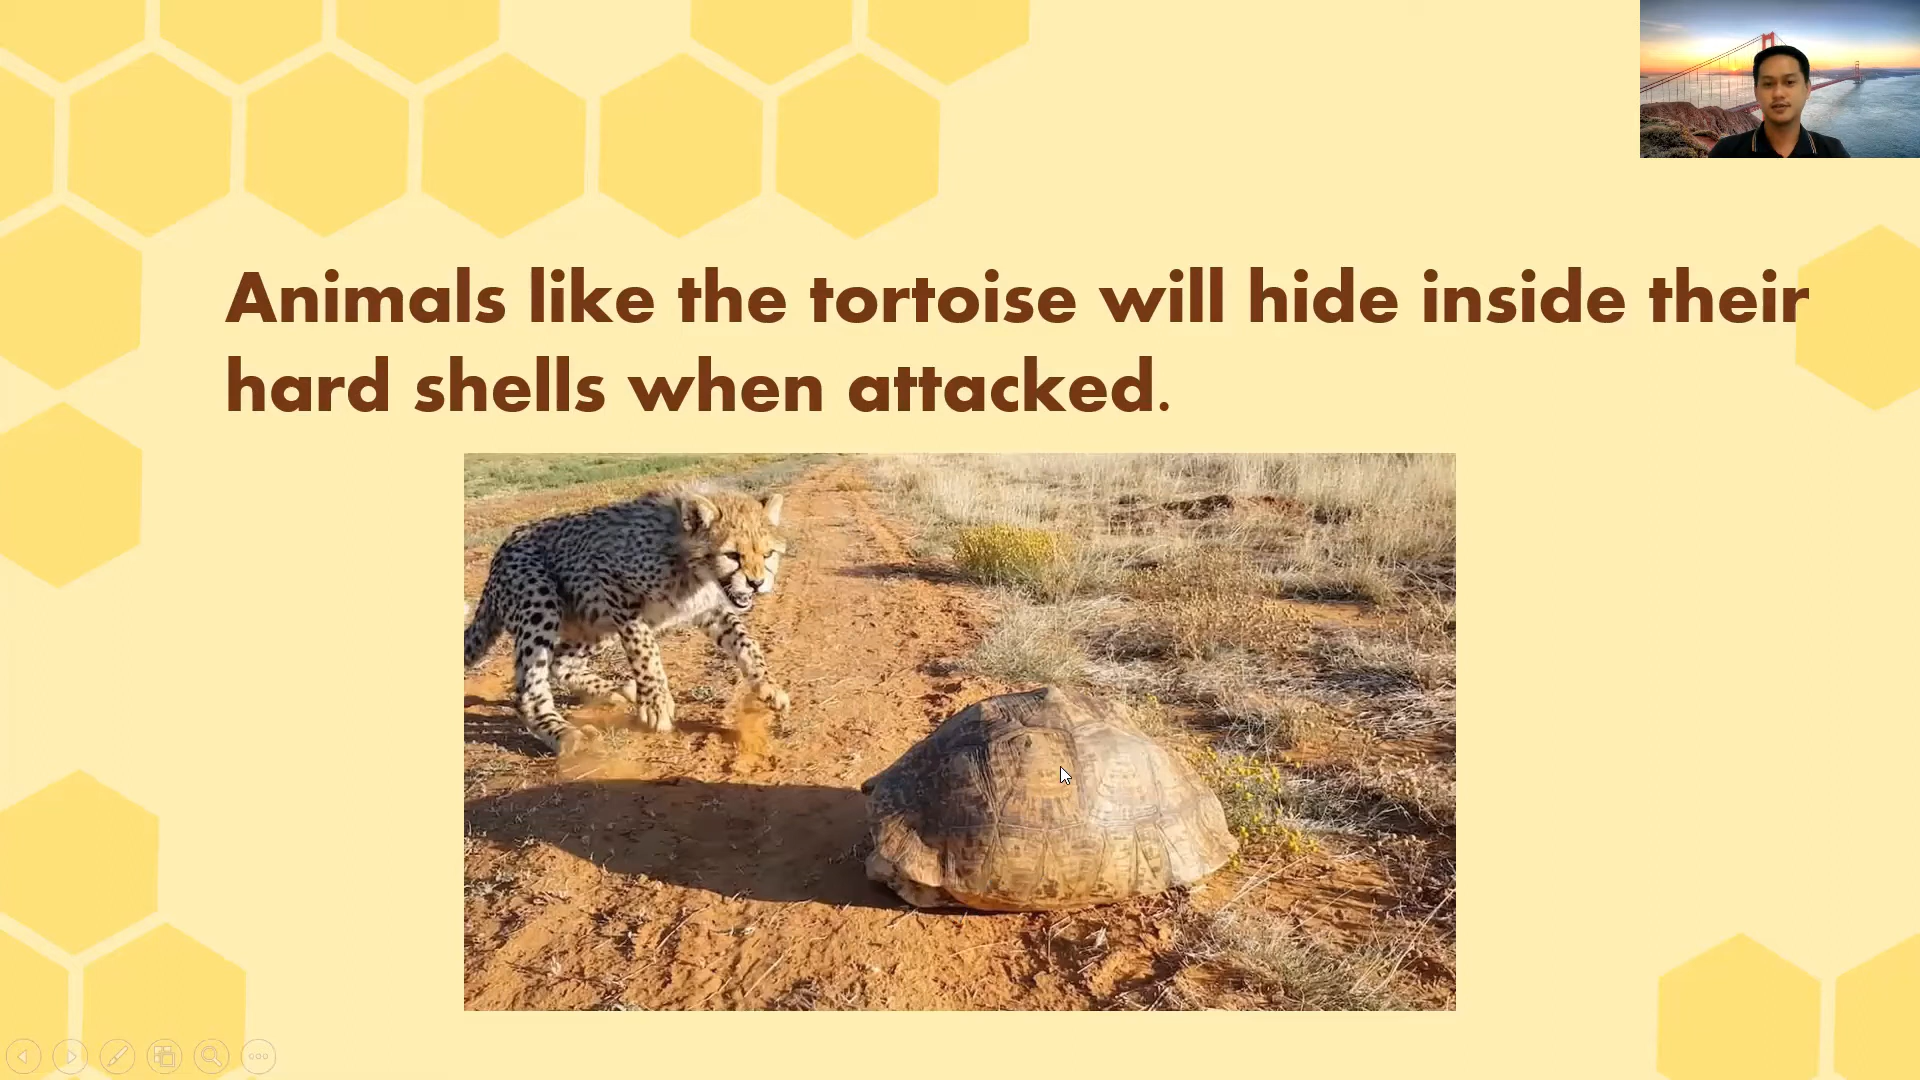 Animals like the tortoise will hide inside their
hard shells when attacked.